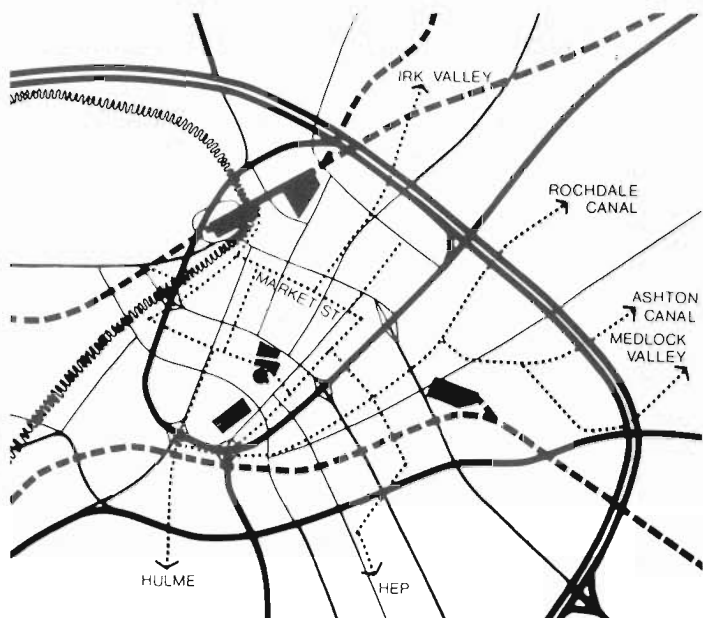 IRK VALLEY
ROCHDALE
CANAL
MARKET ST
ASHTON
CANAL
MEDLOCK
VALLEY
HULME
HEP